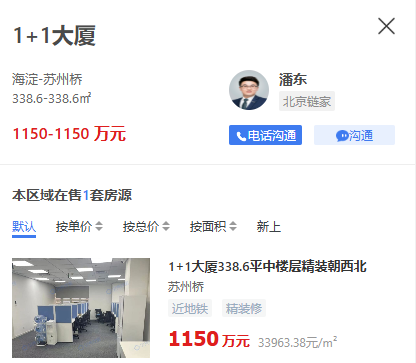 1+1大厦
海淀-苏州桥
338.6-338.6㎡
1150-1150 万元
潘东
北京链家
电话沟通
沟通
本区域在售1套房源
默认 按单价 按总价 按面积 新上
1+1大厦338.6平中楼层精装朝西北
苏州桥
近地铁 精装修
1150 万元 33963.38元/m²